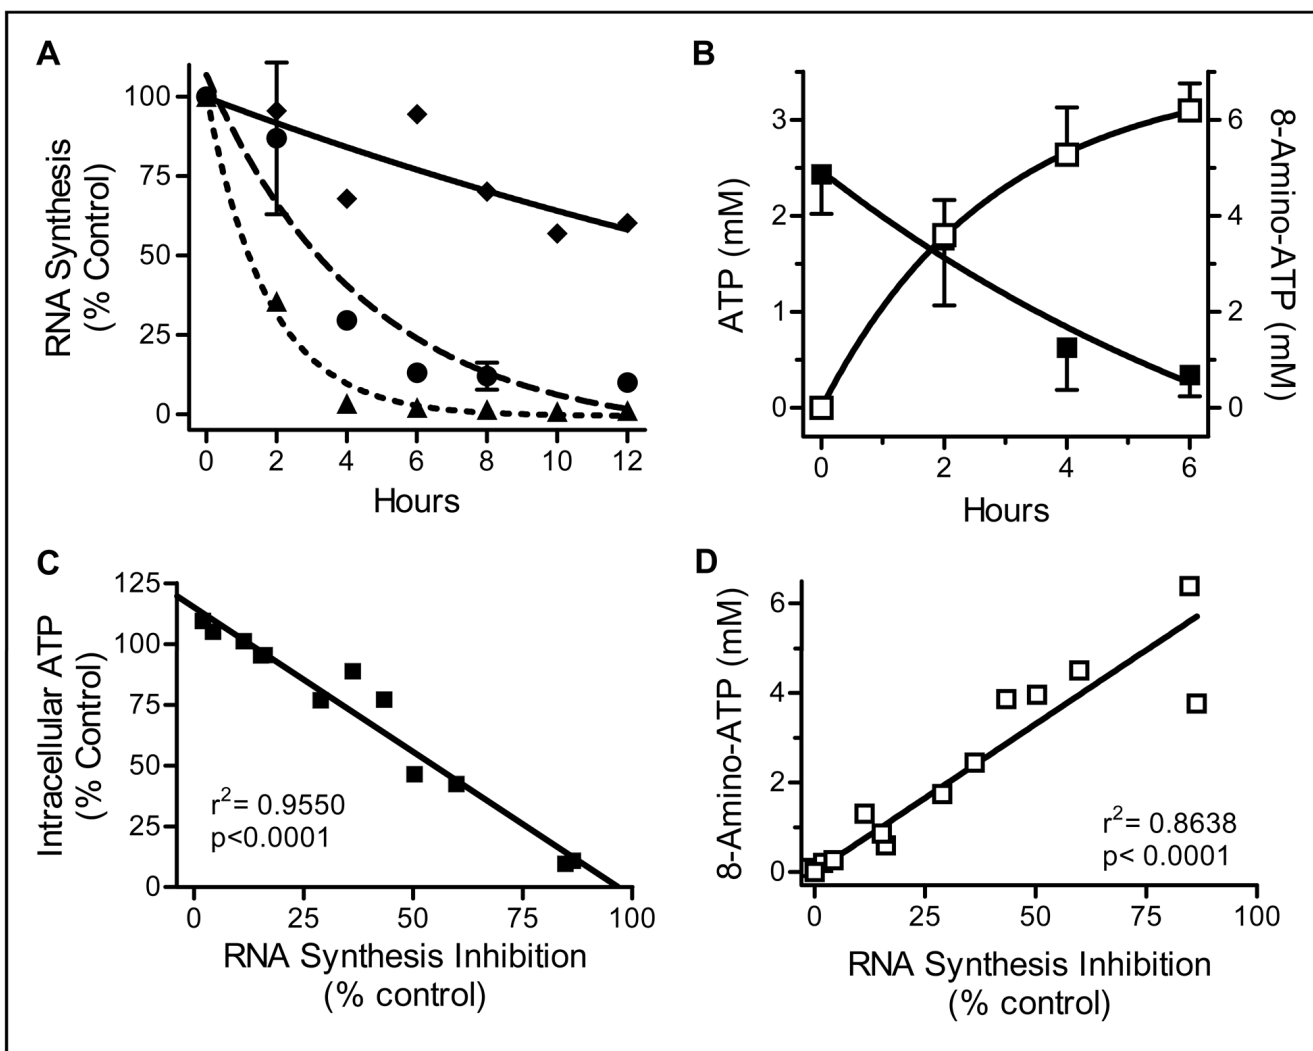 A
RNA Synthesis
(% Control)
100
75
50
25
0
0 2 4 6 8 10 12
Hours
B
ATP (mM)
3
2
1
0
8-Amino-ATP (mM)
6
4
2
0
0 2 4 6
Hours
C
Intracellular ATP
(% Control)
125
100
75
50
25
0
r²= 0.9550
p<0.0001
0 25 50 75 100
RNA Synthesis Inhibition
(% control)
D
8-Amino-ATP (mM)
6
4
2
0
r²= 0.8638
p< 0.0001
0 25 50 75 100
RNA Synthesis Inhibition
(% control)